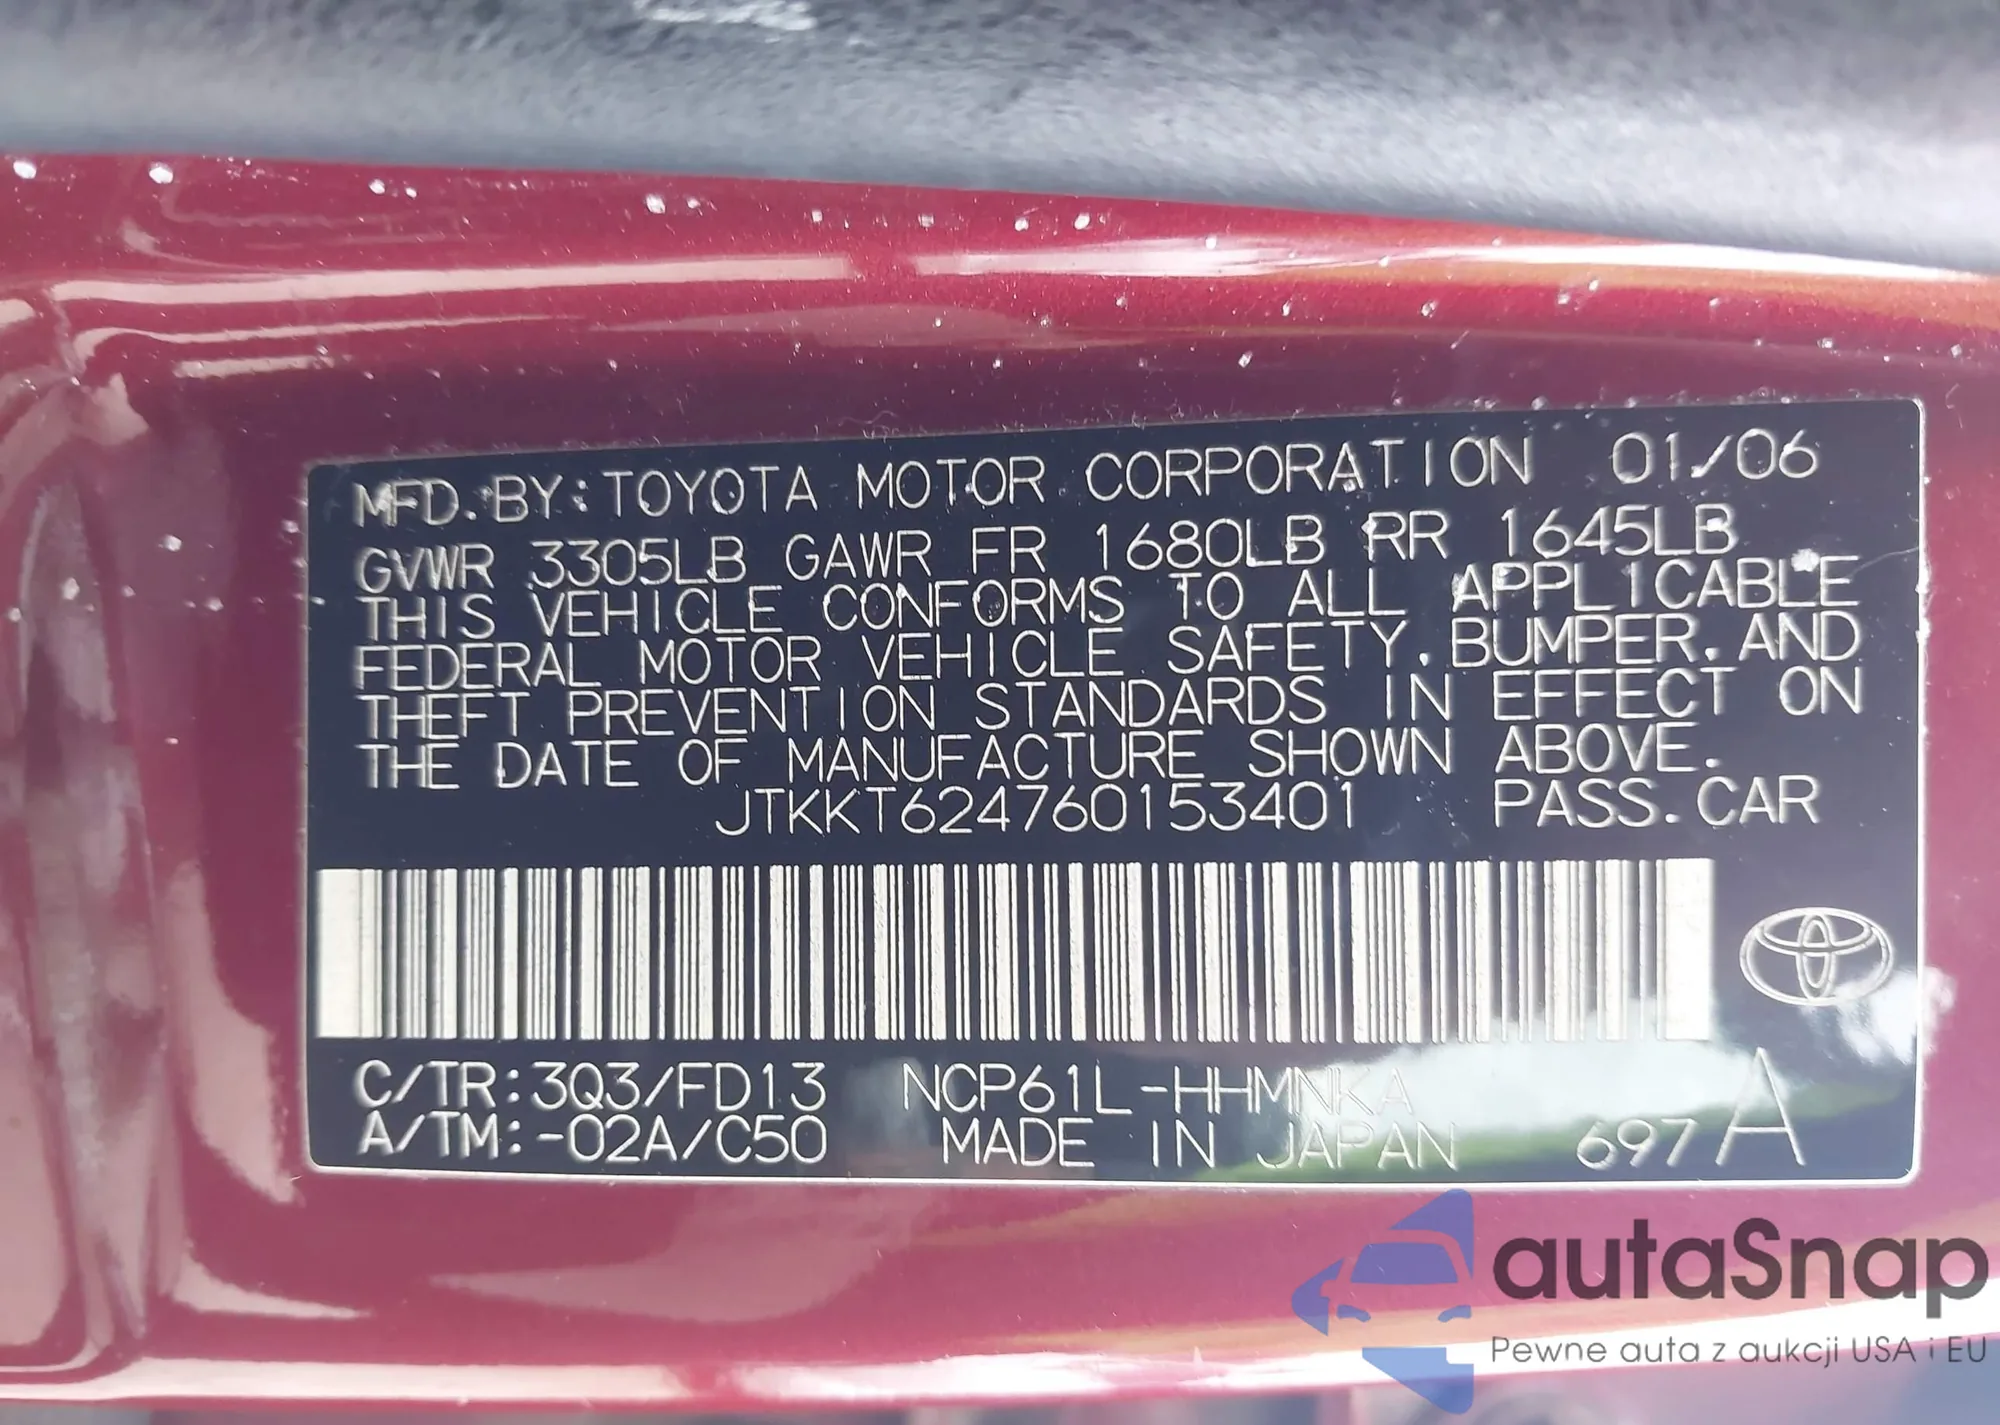 MFD. BY: TOYOTA MOTOR CORPORATION 01/06
GVWR 3305LB GAWR FR 1680LB RR 1645LB
THIS VEHICLE CONFORMS TO ALL APPLICABLE
FEDERAL MOTOR VEHICLE SAFETY. BUMPER. AND
THEFT PREVENTION STANDARDS IN EFFECT ON
THE DATE OF MANUFACTURE SHOWN ABOVE.
JTKKT624760153401 PASS. CAR
C/TR: 3Q3/FD13 NCP61L-HHMNKA
A/TM: -02A/C50 MADE IN JAPAN 697 A
autaSnap
Pewne auta z aukcji USA i EU